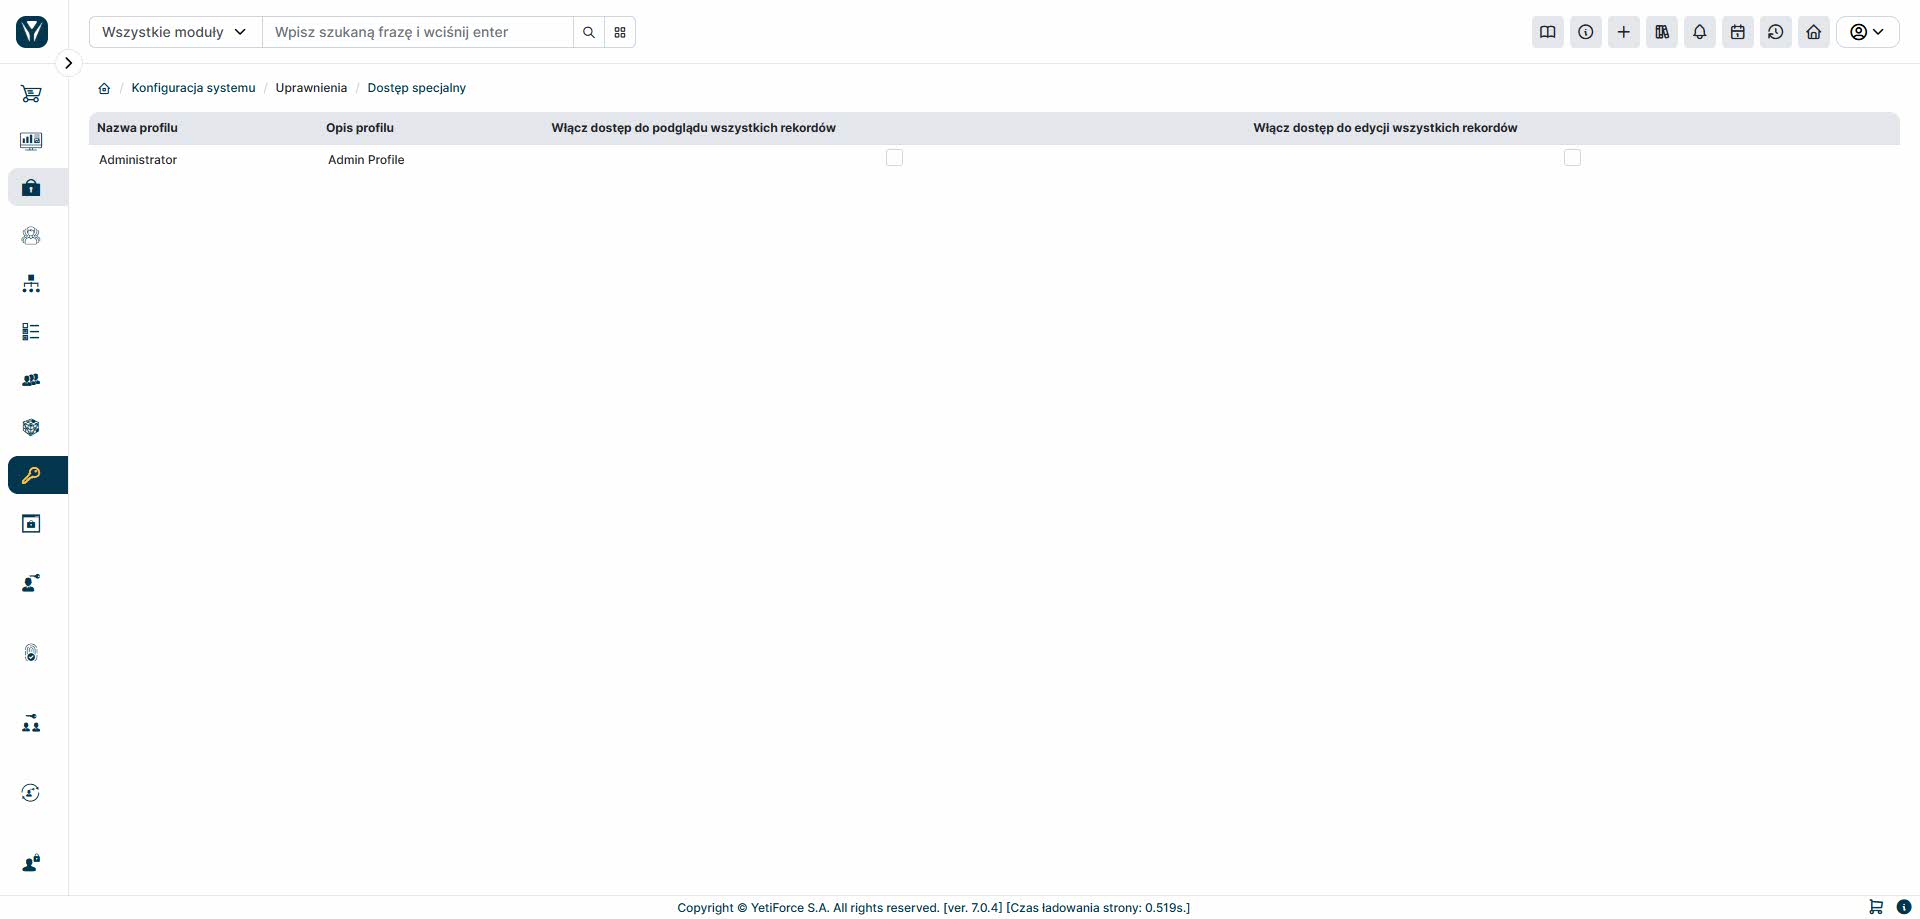 Wszystkie moduły
Wpisz szukaną frazę i wciśnij enter
/ Konfiguracja systemu / Uprawnienia / Dostęp specjalny
Nazwa profilu Opis profilu Włącz dostęp do podglądu wszystkich rekordów Włącz dostęp do edycji wszystkich rekordów
Administrator Admin Profile
Copyright © YetiForce S.A. All rights reserved. [ver. 7.0.4] [Czas ładowania strony: 0.519s.]